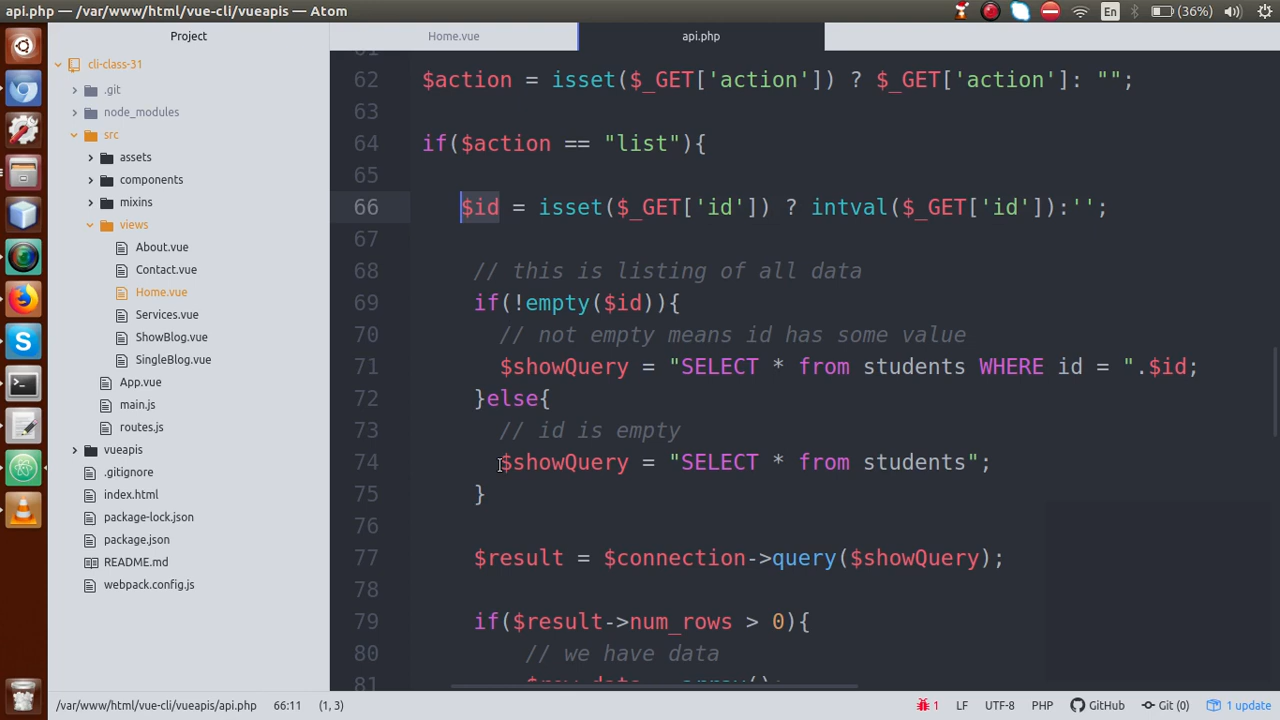 api.php — /var/www/html/vue-cli/vueapis — Atom
En
(36%)
Project
Home.vue
api.php
cli-class-31
.git
node_modules
src
assets
components
mixins
views
About.vue
Contact.vue
Home.vue
Services.vue
ShowBlog.vue
SingleBlog.vue
App.vue
main.js
routes.js
vueapis
.gitignore
index.html
package-lock.json
package.json
README.md
webpack.config.js
62 $action = isset($_GET['action']) ? $_GET['action']: "";
63
64 if($action == "list"){
65
66 $id = isset($_GET['id']) ? intval($_GET['id']):'';
67
68 // this is listing of all data
69 if(!empty($id)){
70 // not empty means id has some value
71 $showQuery = "SELECT * from students WHERE id = ".$id;
72 }else{
73 // id is empty
74 $showQuery = "SELECT * from students";
75 }
76
77 $result = $connection->query($showQuery);
78
79 if($result->num_rows > 0){
80 // we have data
81
/var/www/html/vue-cli/vueapis/api.php 66:11 (1, 3)
1 LF UTF-8 PHP GitHub Git (0) 1 update